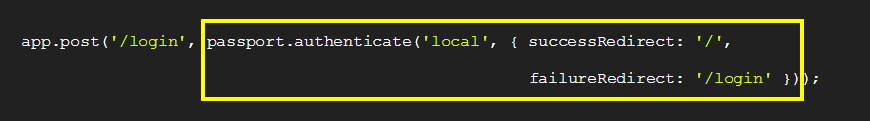 app.post('/login', passport.authenticate('local', { successRedirect: '/',
failureRedirect: '/login' }));